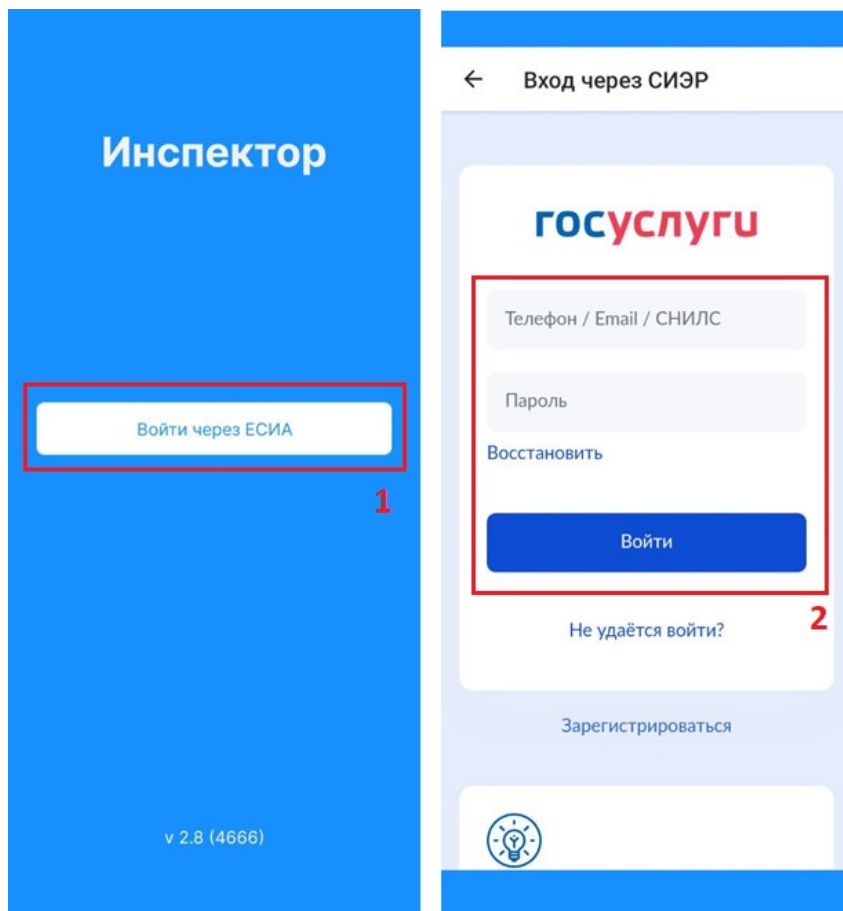 Инспектор
Войти через ЕСИА
1
v 2.8 (4666)
Вход через СИЭР
госуслуги
Телефон / Email / СНИЛС
Пароль
Восстановить
Войти
2
Не удаётся войти?
Зарегистрироваться